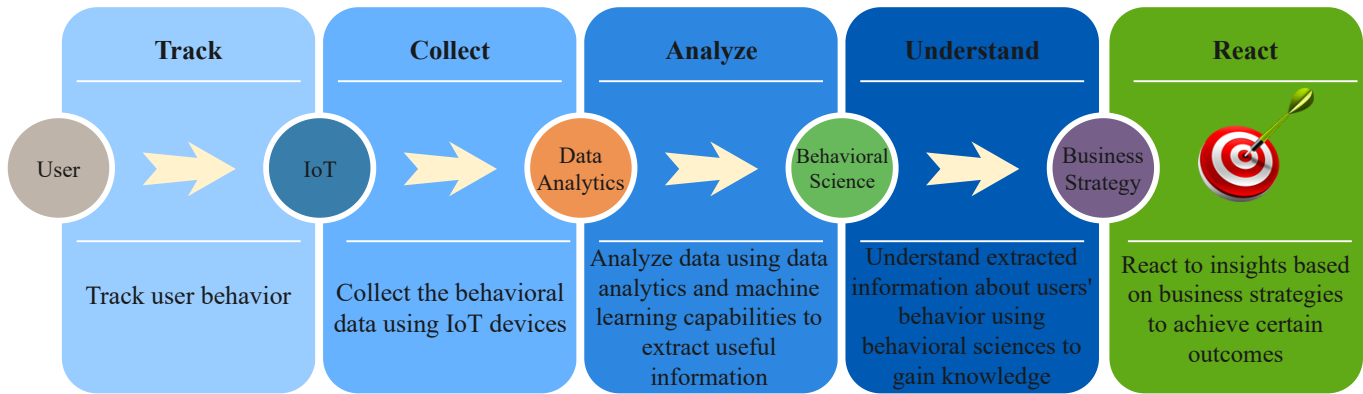 Track
Collect
Analyze
Understand
React
User
IoT
Data
Analytics
Behavioral
Science
Business
Strategy
Track user behavior
Collect the behavioral
data using IoT devices
Analyze data using data
analytics and machine
learning capabilities to
extract useful
information
Understand extracted
information about users'
behavior using
behavioral sciences to
gain knowledge
React to insights based
on business strategies
to achieve certain
outcomes